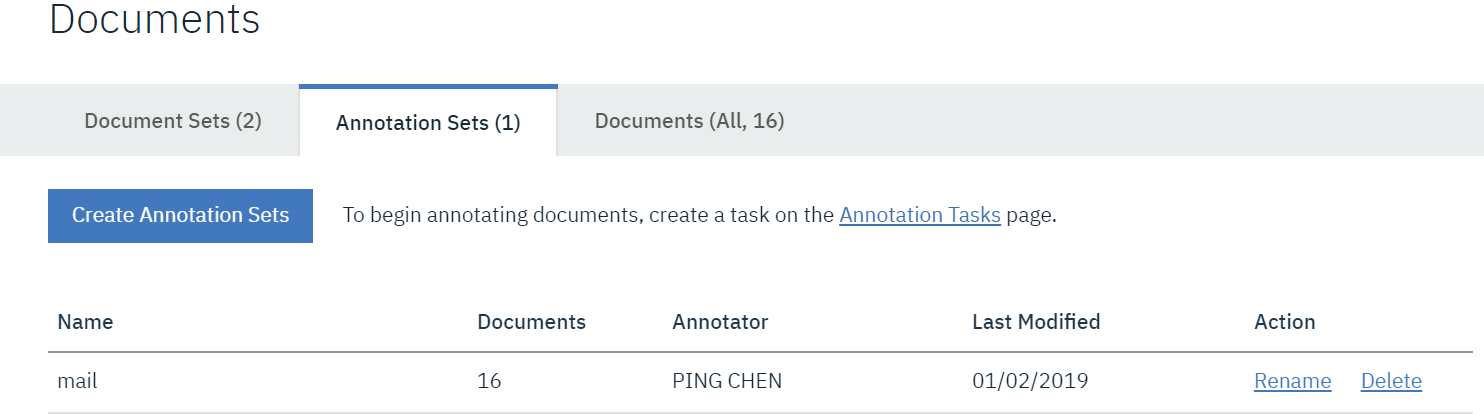 Documents
Document Sets (2) Annotation Sets (1) Documents (All, 16)
Create Annotation Sets To begin annotating documents, create a task on the Annotation Tasks page.
Name Documents Annotator Last Modified Action
mail 16 PING CHEN 01/02/2019 Rename Delete